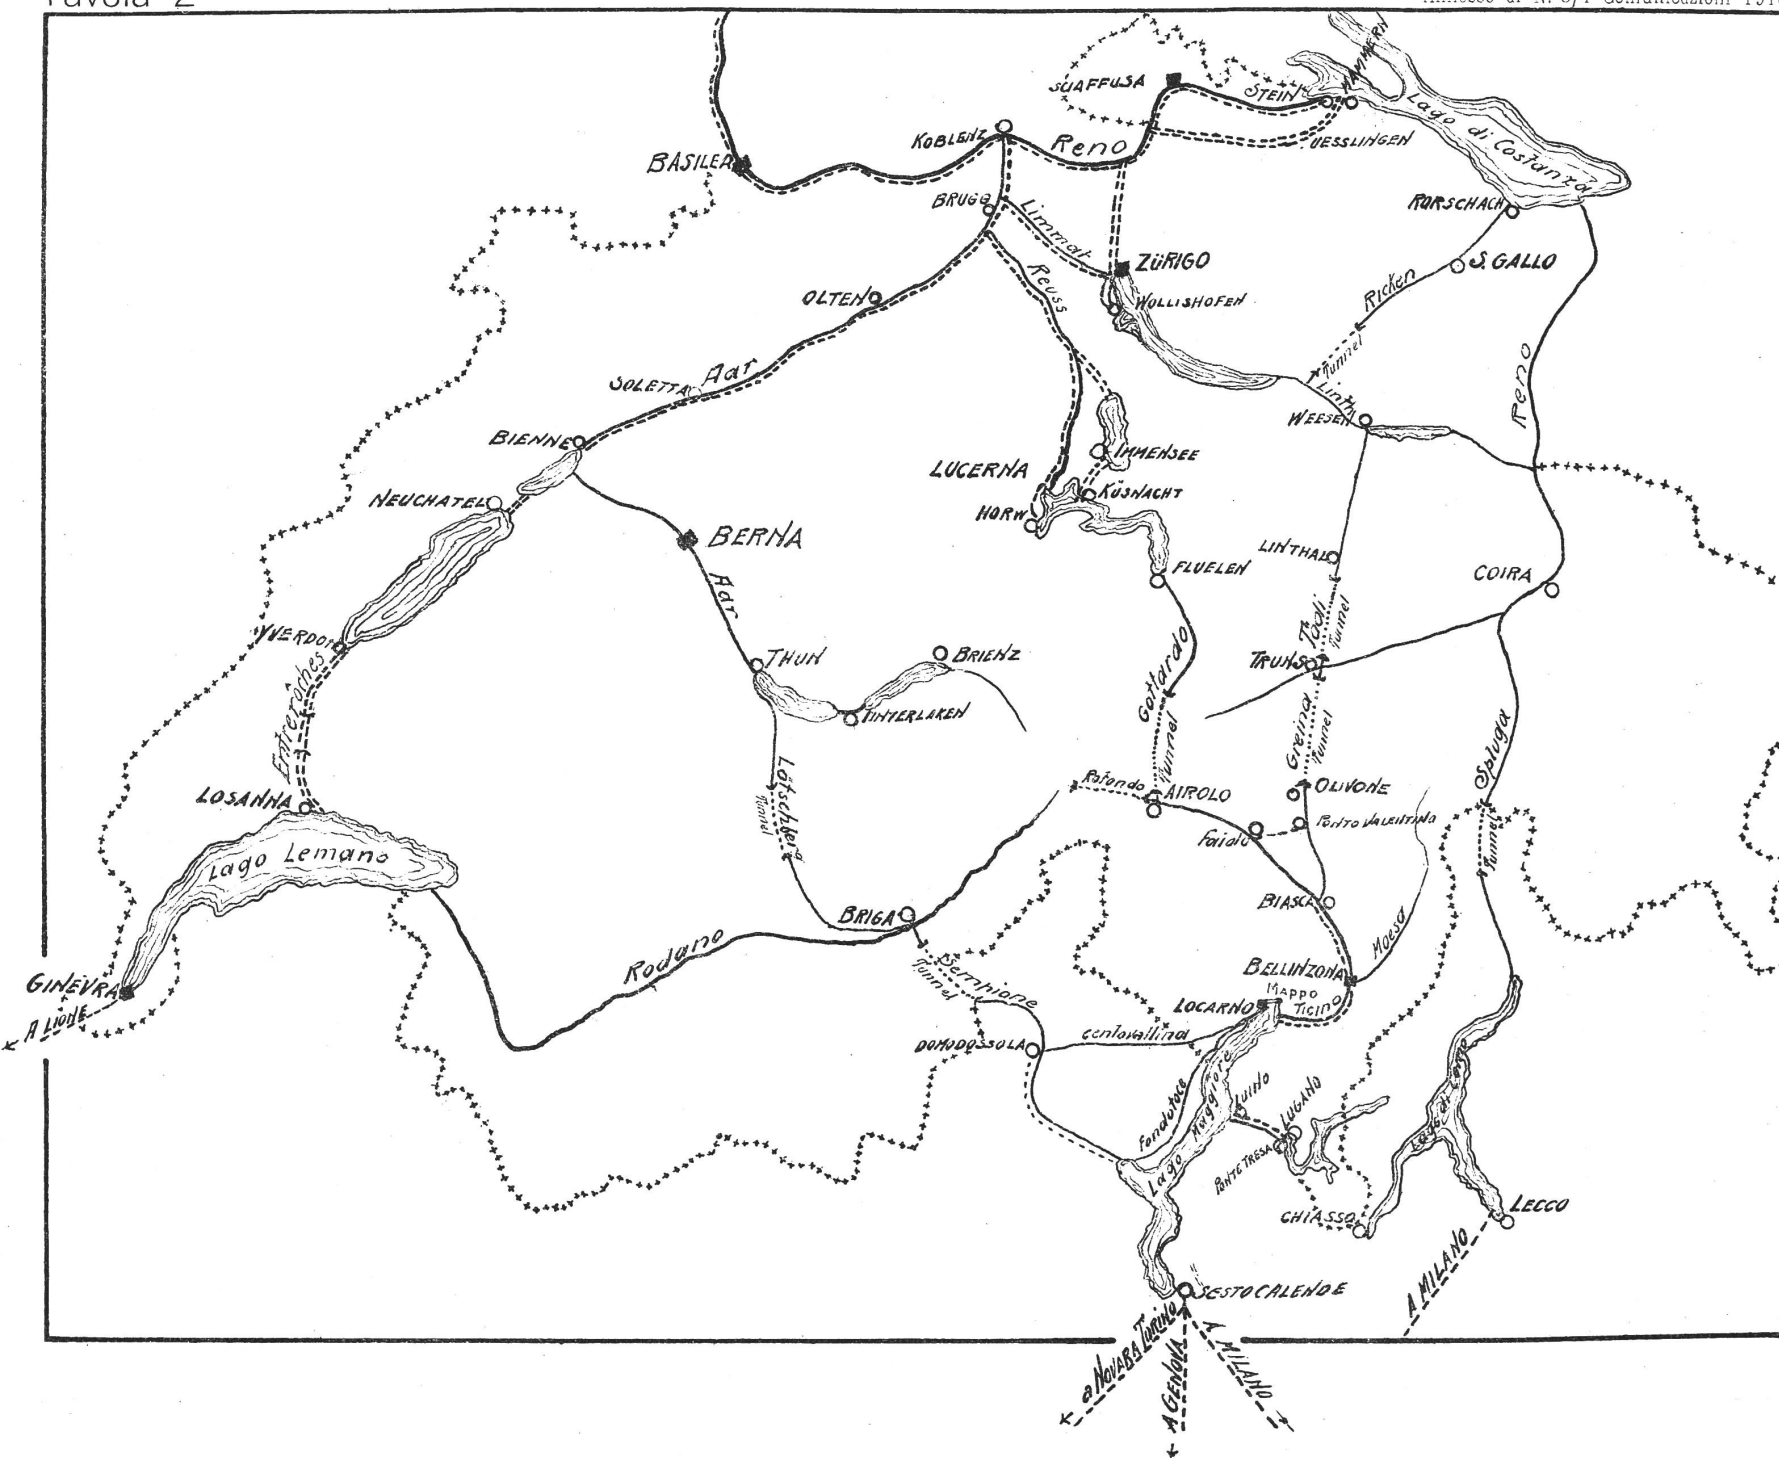 Tavola 2
HAMMERN
SCIAFFUSA
STEIN
Lago di Costanza
KOBLENZ
Reno
UESSLINGEN
BASILEA
BRUGG
Limmat
RORSCHACH
ZÜRIGO
S. GALLO
Reuss
Ricken
OLTEN
WOLLISHOFEN
Tunnel
Reno
SOLETTA
Aar
Linth
WEESEN
BIENNE
LUCERNA
IMMENSEE
NEUCHATEL
KÜSNACHT
HORW
BERNA
LINTHAL
FLUELEN
COIRA
Aar
Tödi
Tunnel
YVERDON
THUN
BRIENZ
Gottardo
TRUNS
Entreròches
INTERLAKEN
Tunnel
Greina
Tunnel
Spluga
Lötschberg
Tunnel
Rotondo
AIROLO
OLIVONE
LOSANNA
Faido
PONTO VALENTINO
Tunnel
Lago Lemano
BRIGA
BIASCA
Rodano
Moesa
Sempione
Tunnel
BELLINZONA
GINEVRA
MAPPO
LOCARNO
Ticino
A LIONE
DOMODOSSOLA
Centovallina
Fondotoce
Lago Maggiore
LUINO
LUGANO
PONTE TRESA
CHIASSO
LECCO
SESTO CALENDE
A MILANO
a NOVARA TORINO
A GENOVA
A MILANO